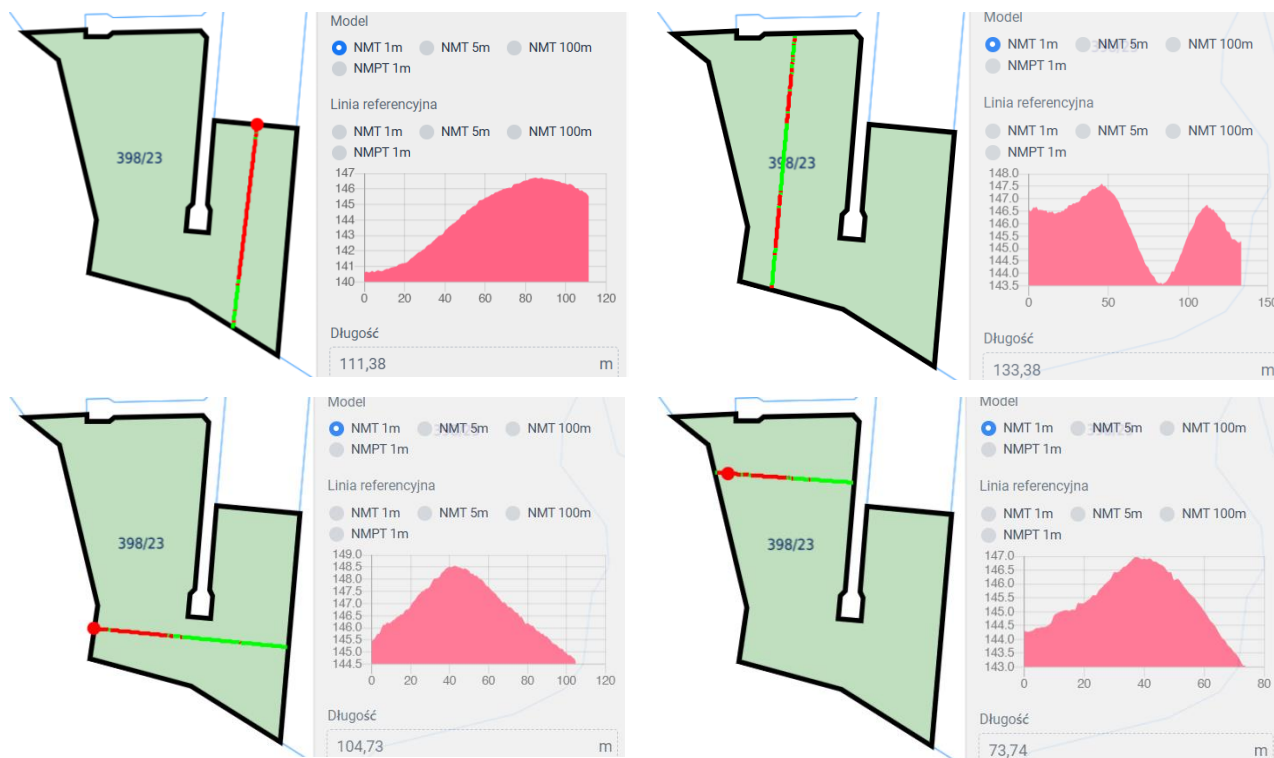 Model
NMT 1m NMT 5m NMT 100m
NMPT 1m
Linia referencyjna
NMT 1m NMT 5m NMT 100m
NMPT 1m
398/23
147
146
145
144
143
142
141
140
0 20 40 60 80 100 120
Długość
111,38 m
Model
NMT 1m NMT 5m NMT 100m
NMPT 1m
Linia referencyjna
NMT 1m NMT 5m NMT 100m
NMPT 1m
398/23
148.0
147.5
147.0
146.5
146.0
145.5
145.0
144.5
144.0
143.5
0 50 100 150
Długość
133,38 m
Model
NMT 1m NMT 5m NMT 100m
NMPT 1m
Linia referencyjna
NMT 1m NMT 5m NMT 100m
NMPT 1m
398/23
149.0
148.5
148.0
147.5
147.0
146.5
146.0
145.5
145.0
144.5
0 20 40 60 80 100 120
Długość
104,73 m
Model
NMT 1m NMT 5m NMT 100m
NMPT 1m
Linia referencyjna
NMT 1m NMT 5m NMT 100m
NMPT 1m
398/23
147.0
146.5
146.0
145.5
145.0
144.5
144.0
143.5
143.0
0 20 40 60 80
Długość
73,74 m